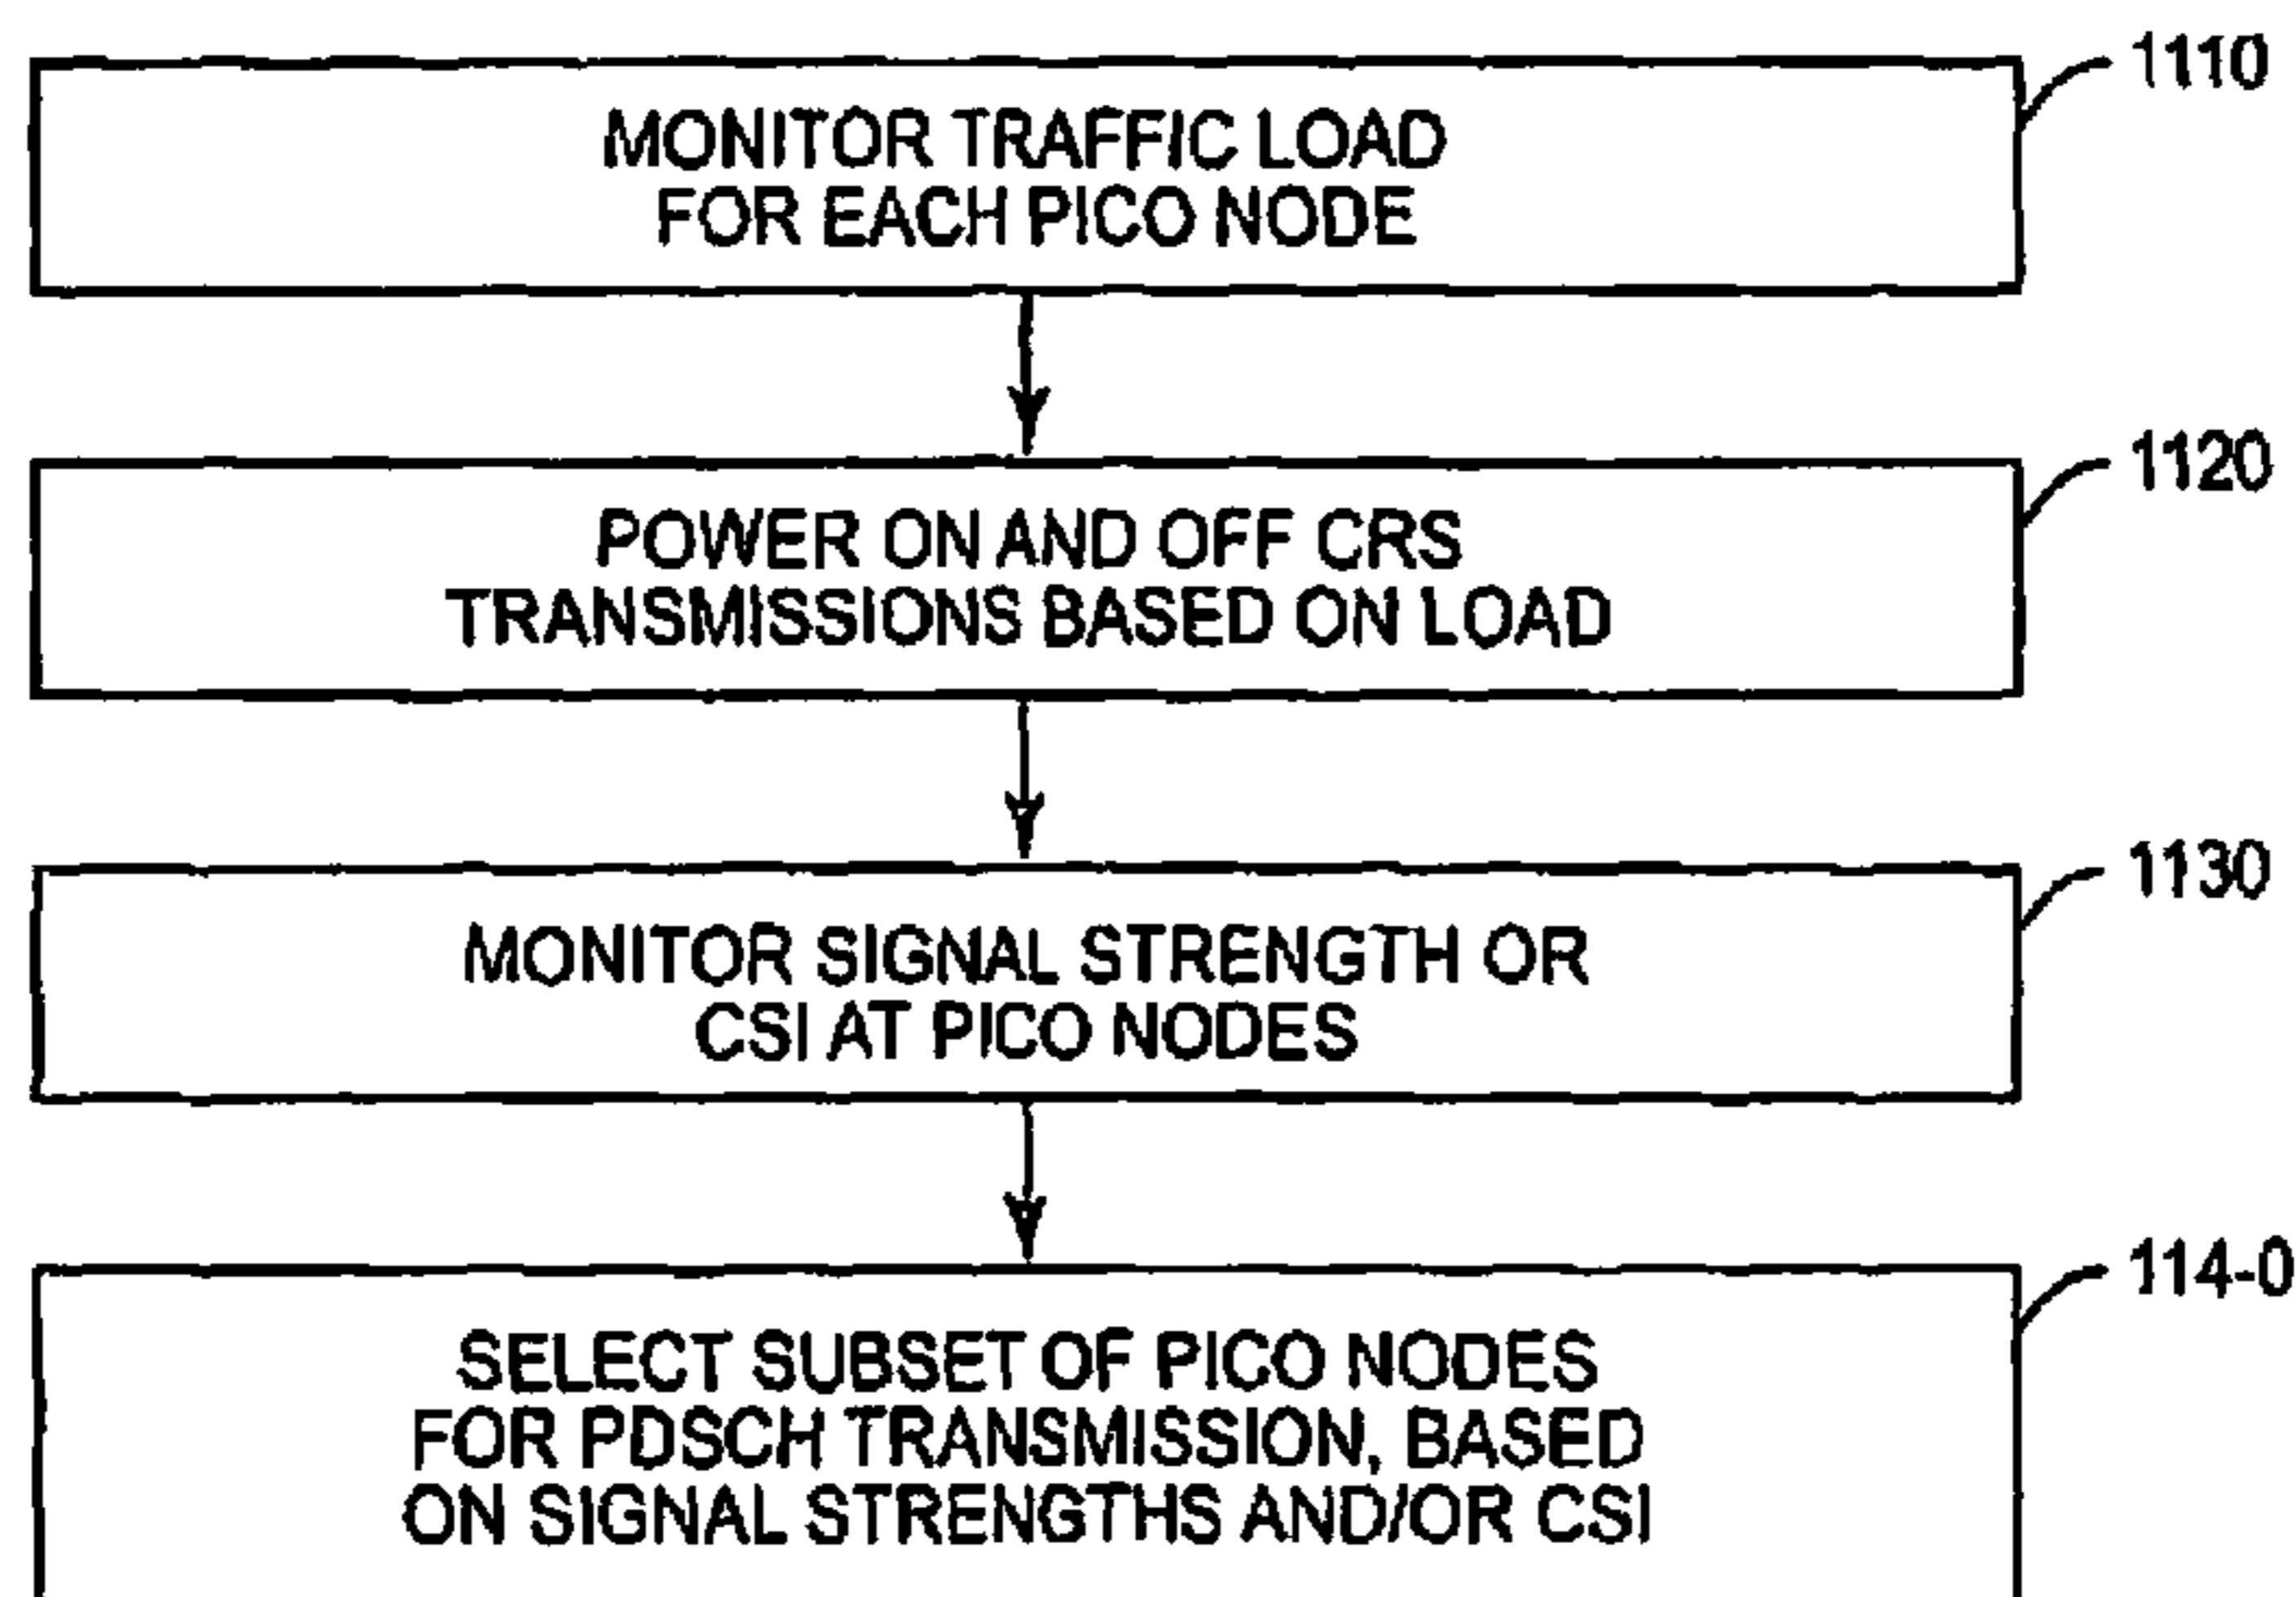 1110
MONITOR TRAFFIC LOAD
FOR EACH PICO NODE
1120
POWER ON AND OFF CRS
TRANSMISSIONS BASED ON LOAD
1130
MONITOR SIGNAL STRENGTH OR
CSI AT PICO NODES
114-0
SELECT SUBSET OF PICO NODES
FOR PDSCH TRANSMISSION, BASED
ON SIGNAL STRENGTHS AND/OR CSI